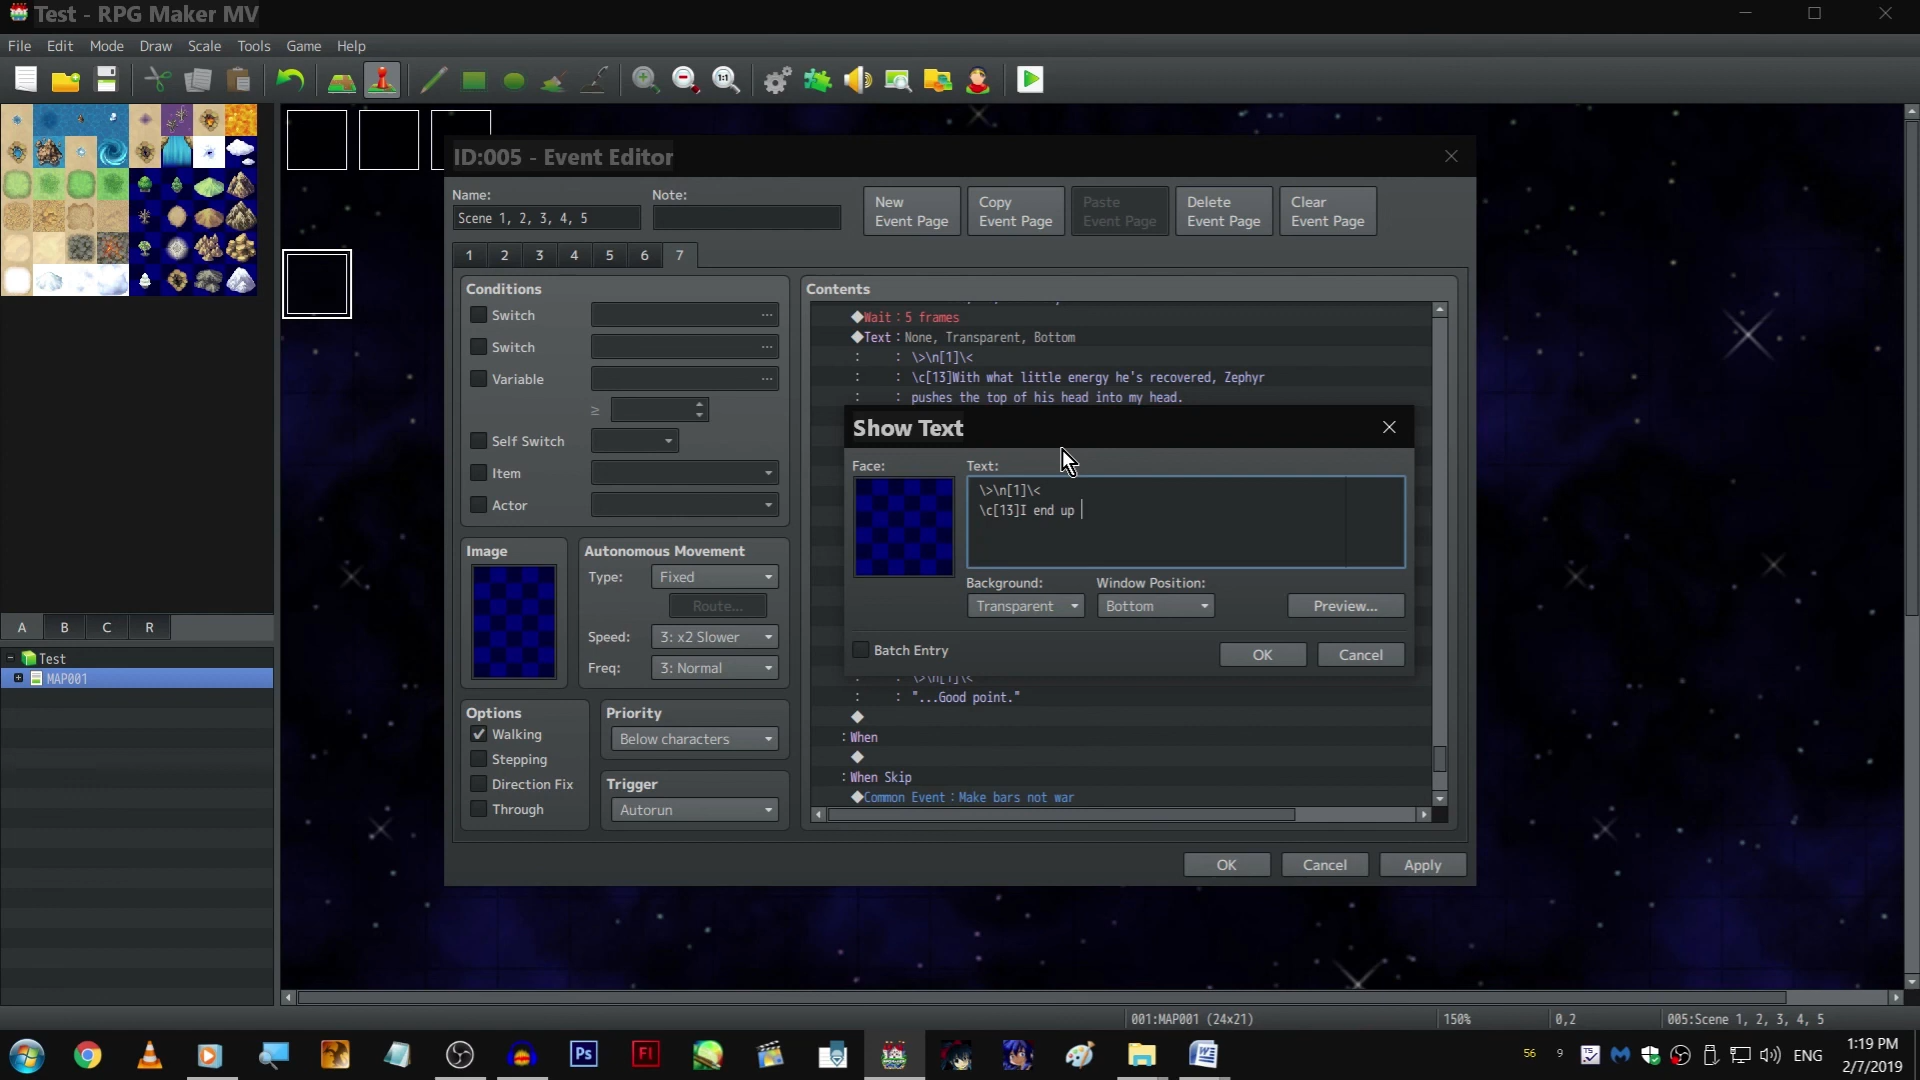 Test - RPG Maker MV
File Edit Mode Draw Scale Tools Game Help
1:1
ID:005 - Event Editor
Name: Note:
Scene 1, 2, 3, 4, 5
New Event Page
Copy Event Page
Paste Event Page
Delete Event Page
Clear Event Page
1 2 3 4 5 6 7
Conditions
Switch ...
Switch ...
Variable ...
≥
Self Switch
Item
Actor
Image
Autonomous Movement
Type: Fixed
Route...
Speed: 3: x2 Slower
Freq: 3: Normal
Options
Walking
Stepping
Direction Fix
Through
Priority
Below characters
Trigger
Autorun
Contents
◆Wait : 5 frames
◆Text : None, Transparent, Bottom
: : \>\n[1]\<
: : \c[13]With what little energy he's recovered, Zephyr
: : pushes the top of his head into my head.
Show Text
Face: Text:
\>\n[1]\<
\c[13]I end up
Background: Window Position:
Transparent Bottom Preview...
Batch Entry OK Cancel
: : \>\n[1]\<
: : "...Good point."
◆
: When
◆
: When Skip
◆Common Event : Make bars not war
OK Cancel Apply
A B C R
Test
MAP001
001:MAP001 (24x21) 150% 0,2 005:Scene 1, 2, 3, 4, 5
Ps
Fl
W
56 9 ENG 1:19 PM
2/7/2019